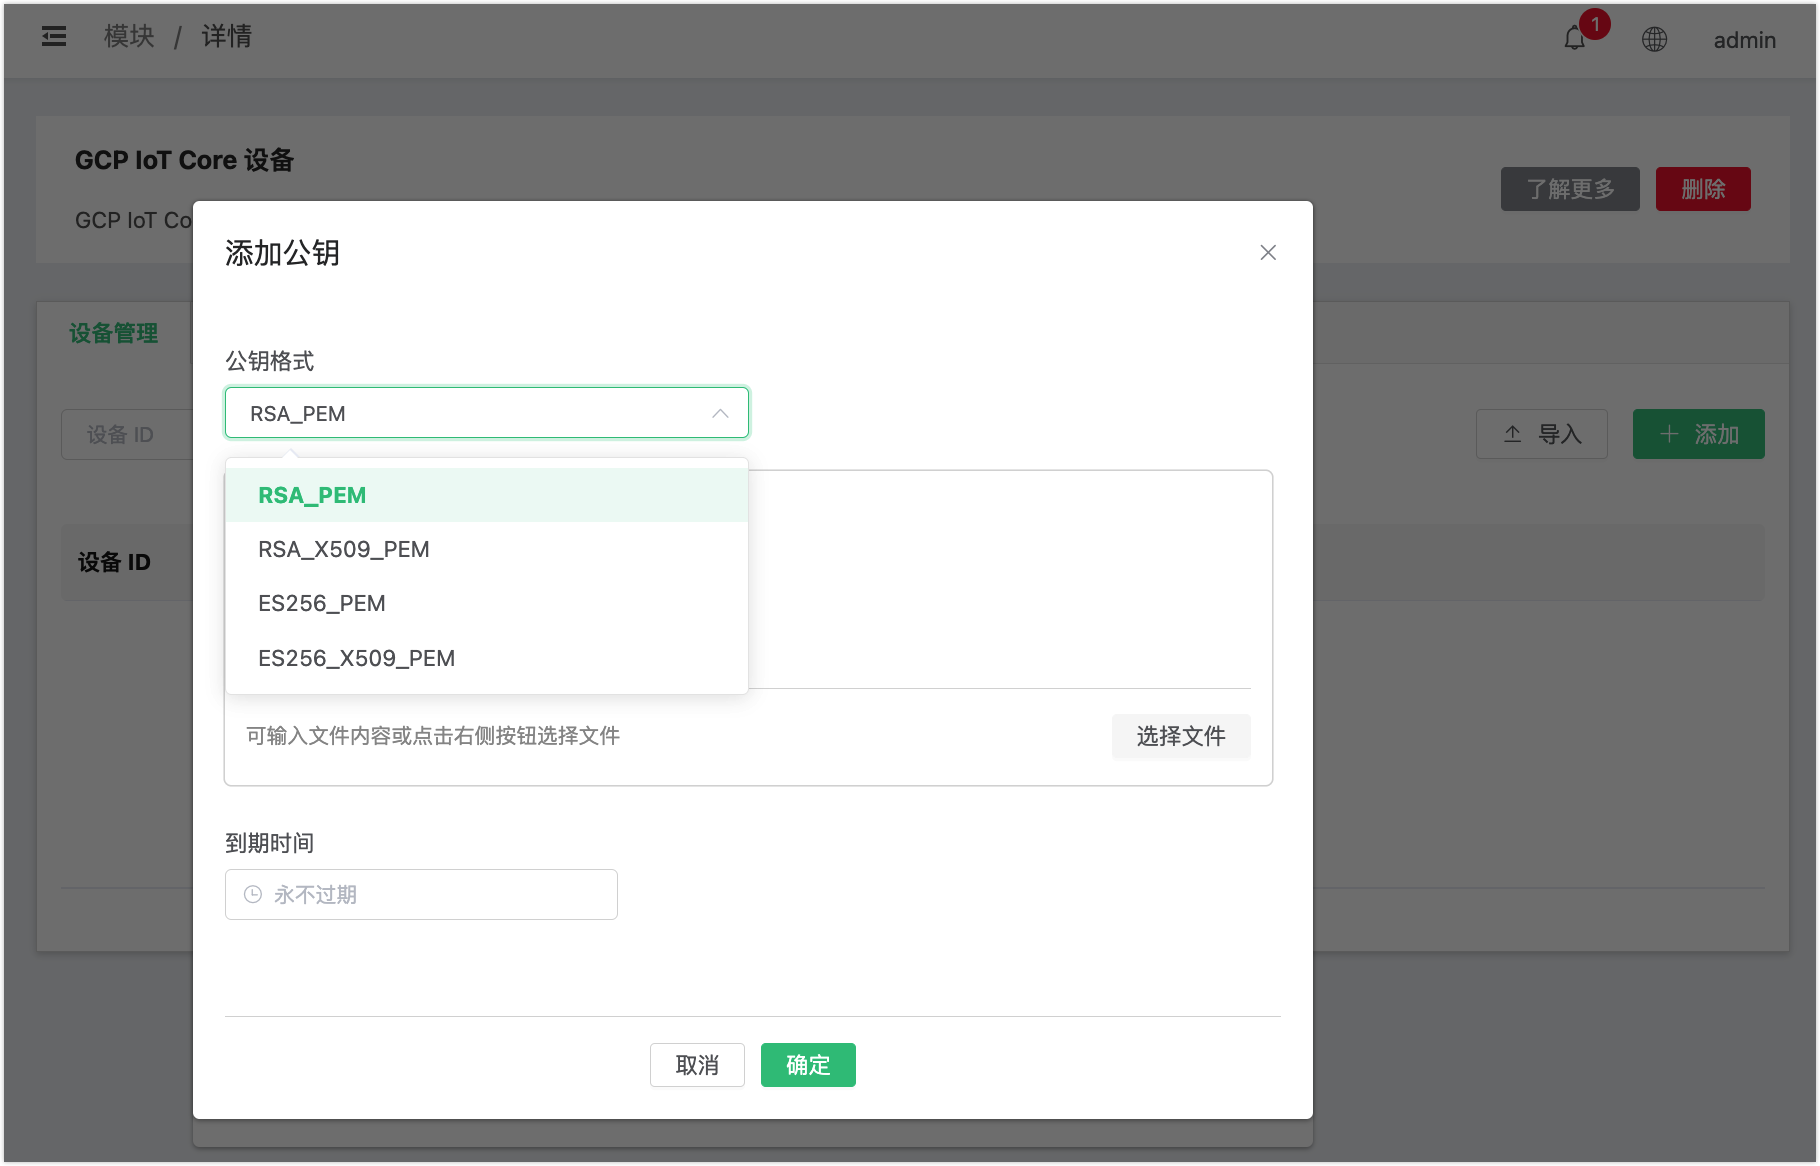 模块 / 详情
1
admin
GCP IoT Core 设备
了解更多
删除
GCP IoT Co
添加公钥
设备管理
公钥格式
RSA_PEM
设备 ID
导入
添加
RSA_PEM
RSA_X509_PEM
设备 ID
ES256_PEM
ES256_X509_PEM
可输入文件内容或点击右侧按钮选择文件
选择文件
到期时间
永不过期
取消
确定